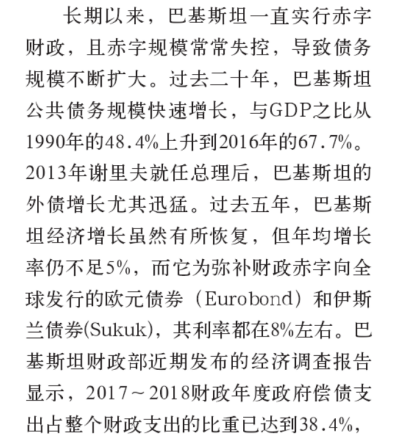 长期以来，巴基斯坦一直实行赤字
财政，且赤字规模常常失控，导致债务
规模不断扩大。过去二十年，巴基斯坦
公共债务规模快速增长，与GDP之比从
1990年的48.4%上升到2016年的67.7%。
2013年谢里夫就任总理后，巴基斯坦的
外债增长尤其迅猛。过去五年，巴基斯
坦经济增长虽然有所恢复，但年均增长
率仍不足5%，而它为弥补财政赤字向全
球发行的欧元债券（Eurobond）和伊斯
兰债券(Sukuk)，其利率都在8%左右。巴
基斯坦财政部近期发布的经济调查报告
显示，2017～2018财政年度政府偿债支
出占整个财政支出的比重已达到38.4%，